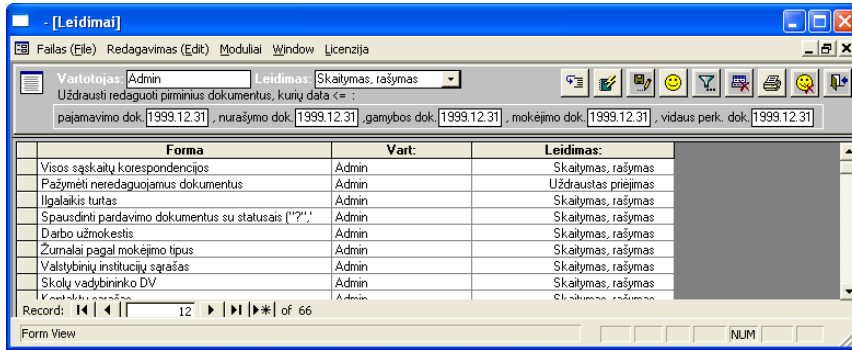 - [Leidimai]
Failas (File) Redagavimas (Edit) Moduliai Window Licenzija
Vartotojas: Admin Leidimas: Skaitymas, rašymas
Uždrausti redaguoti pirminius dokumentus, kurių data <= :
pajamavimo dok. 1999.12.31 , nurašymo dok. 1999.12.31 ,gamybos dok. 1999.12.31 , mokėjimo dok. 1999.12.31 , vidaus perk. dok. 1999.12.31
Forma Vart: Leidimas:
Visos sąskaitų korespondencijos Admin Skaitymas, rašymas
Pažymėti neredaguojamus dokumentus Admin Uždraustas priėjimas
Ilgalaikis turtas Admin Skaitymas, rašymas
Spausdinti pardavimo dokumentus su statusais ("?",' Admin Skaitymas, rašymas
Darbo užmokestis Admin Skaitymas, rašymas
Žurnalai pagal mokėjimo tipus Admin Skaitymas, rašymas
Valstybinių institucijų sąrašas Admin Skaitymas, rašymas
Skolų vadybininko DV Admin Skaitymas, rašymas
Kontaktų sąrašas Admin Skaitymas, rašymas
Record: 12 of 66
Form View NUM